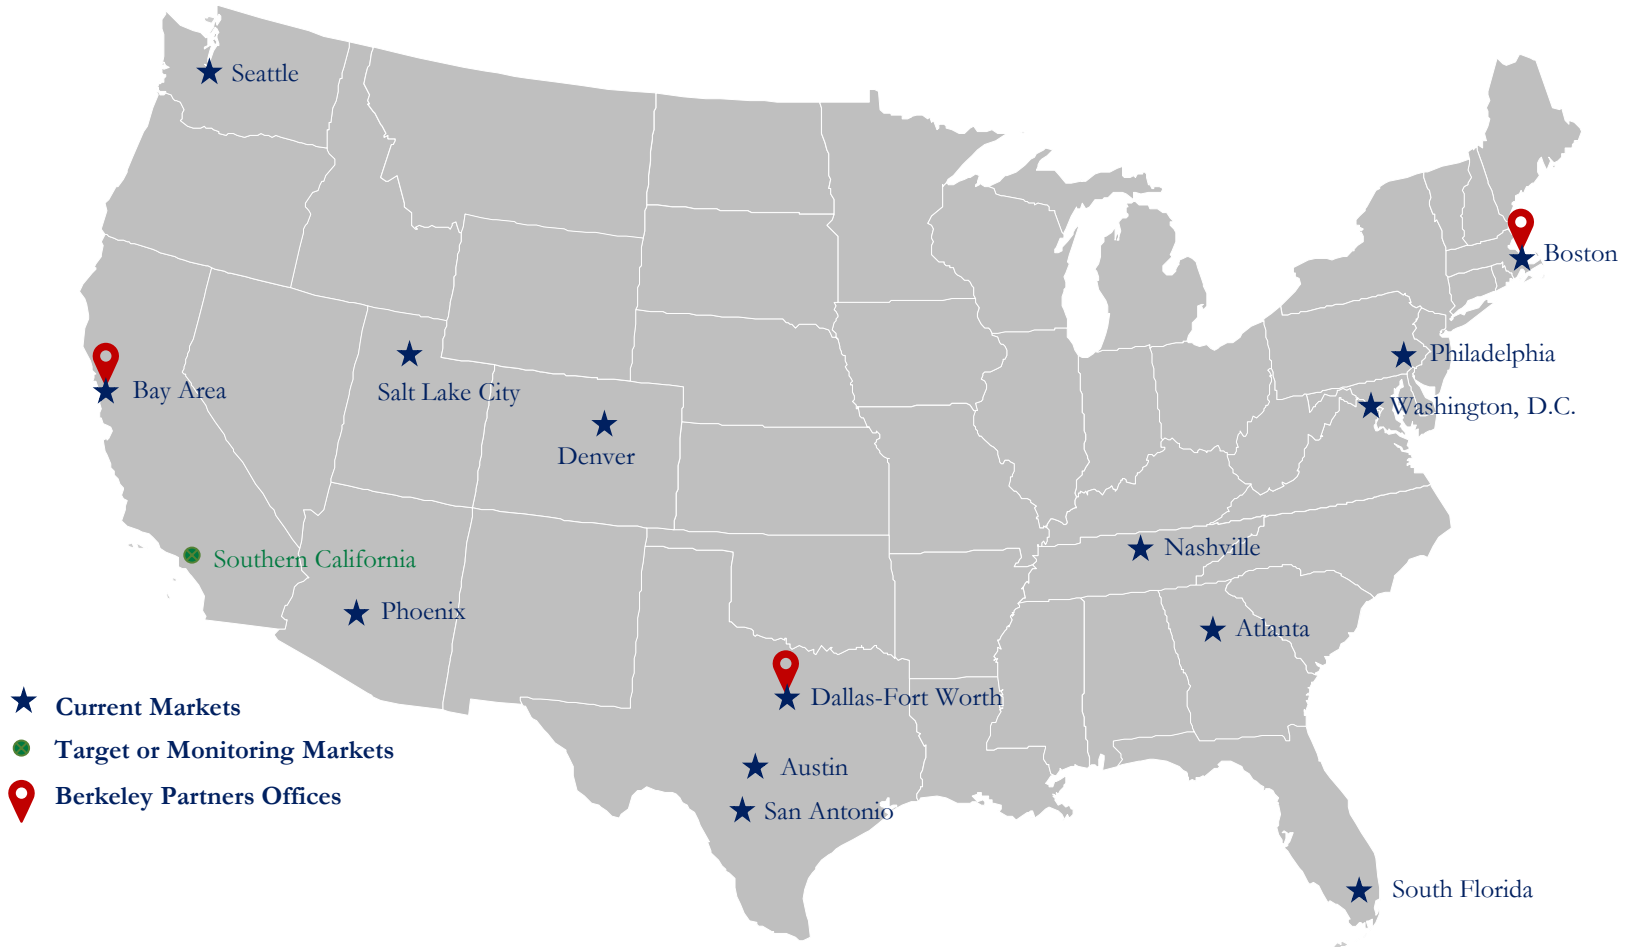 Seattle
Boston
Philadelphia
Bay Area
Salt Lake City
Washington, D.C.
Denver
Nashville
Southern California
Phoenix
Atlanta
Dallas-Fort Worth
Current Markets
Target or Monitoring Markets
Austin
Berkeley Partners Offices
San Antonio
South Florida